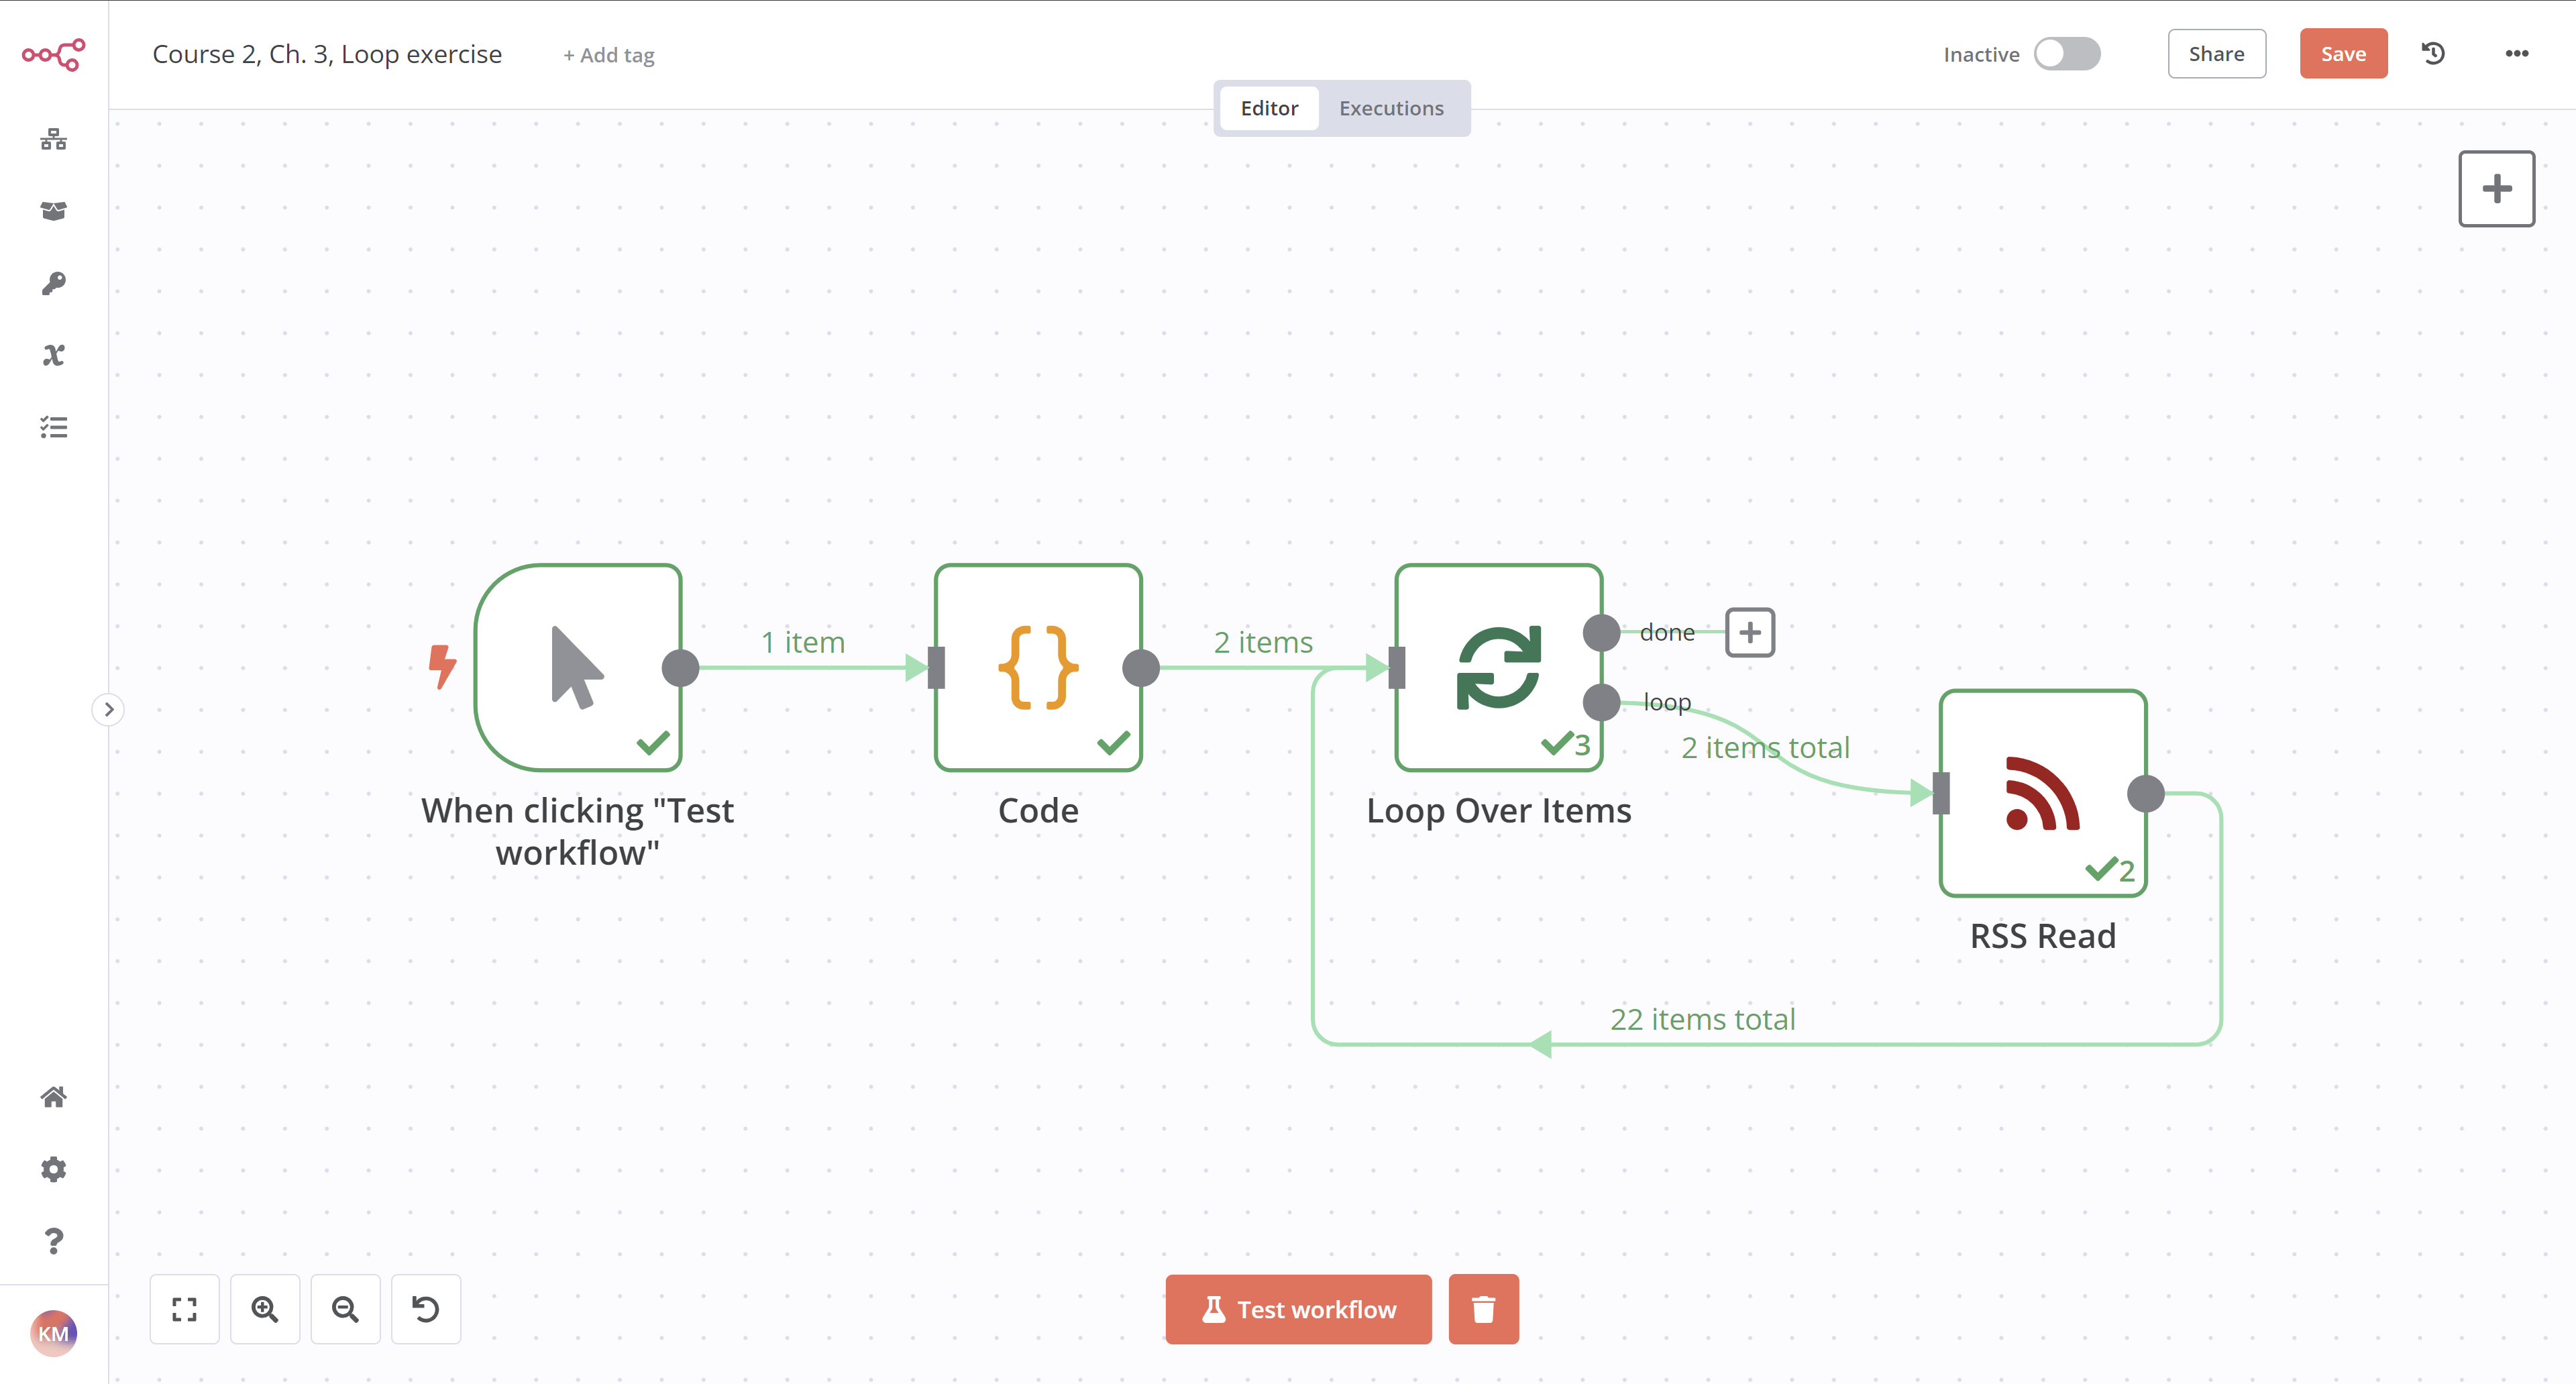 Course 2, Ch. 3, Loop exercise
+ Add tag
Inactive
Share
Save
Editor
Executions
1 item
2 items
done
loop
2 items total
3
2
When clicking "Test
workflow"
Code
Loop Over Items
RSS Read
22 items total
Test workflow
KM